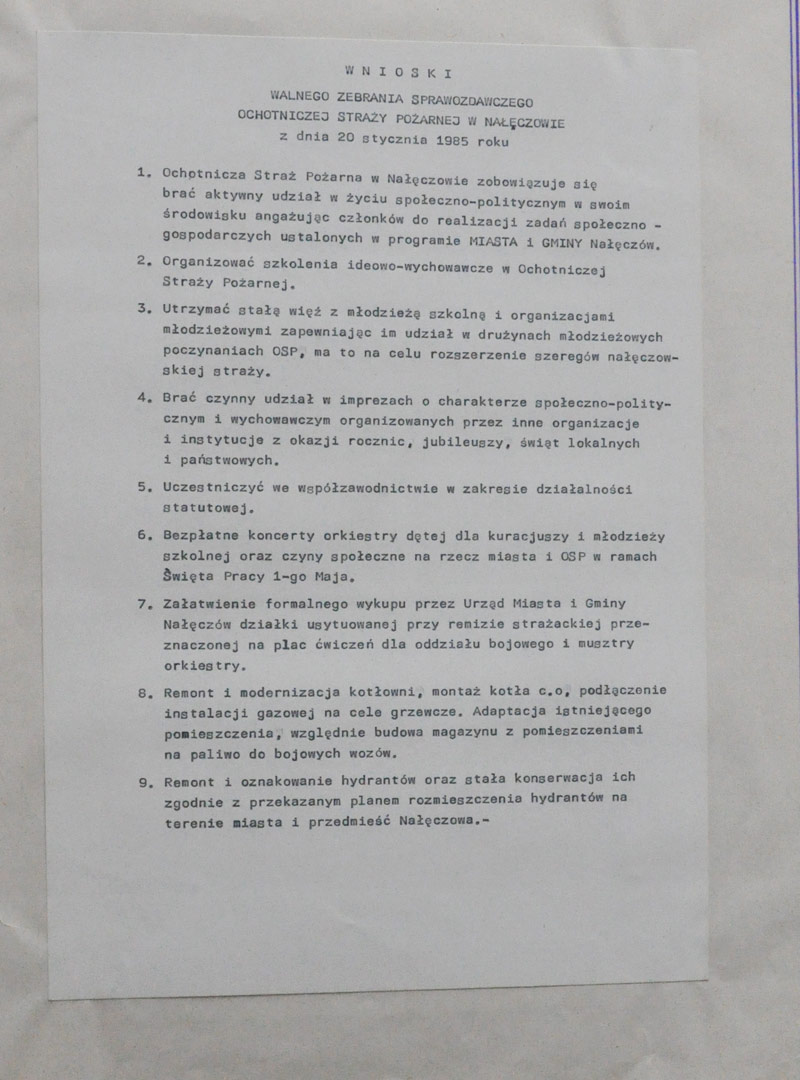 W N I O S K I
WALNEGO ZEBRANIA SPRAWOZDAWCZEGO
OCHOTNICZEJ STRAŻY POŻARNEJ W NAŁĘCZOWIE
z dnia 20 stycznia 1985 roku
1. Ochotnicza Straż Pożarna w Nałęczowie zobowiązuje się
brać aktywny udział w życiu społeczno-politycznym w swoim
środowisku angażując członków do realizacji zadań społeczno -
gospodarczych ustalonych w programie MIASTA i GMINY Nałęczów.
2. Organizować szkolenia ideowo-wychowawcze w Ochotniczej
Straży Pożarnej.
3. Utrzymać stałą więź z młodzieżą szkolną i organizacjami
młodzieżowymi zapewniając im udział w drużynach młodzieżowych
poczynaniach OSP, ma to na celu rozszerzenie szeregów nałęczow-
skiej straży.
4. Brać czynny udział w imprezach o charakterze społeczno-polity-
cznym i wychowawczym organizowanych przez inne organizacje
i instytucje z okazji rocznic, jubileuszy, świąt lokalnych
i państwowych.
5. Uczestniczyć we współzawodnictwie w zakresie działalności
statutowej.
6. Bezpłatne koncerty orkiestry dętej dla kuracjuszy i młodzieży
szkolnej oraz czyny społeczne na rzecz miasta i OSP w ramach
Święta Pracy 1-go Maja.
7. Załatwienie formalnego wykupu przez Urząd Miasta i Gminy
Nałęczów działki usytuowanej przy remizie strażackiej prze-
znaczonej na plac ćwiczeń dla oddziału bojowego i musztry
orkiestry.
8. Remont i modernizacja kotłowni, montaż kotła c.o, podłączenie
instalacji gazowej na cele grzewcze. Adaptacja istniejącego
pomieszczenia, względnie budowa magazynu z pomieszczeniami
na paliwo do bojowych wozów.
9. Remont i oznakowanie hydrantów oraz stała konserwacja ich
zgodnie z przekazanym planem rozmieszczenia hydrantów na
terenie miasta i przedmieść Nałęczowa.-